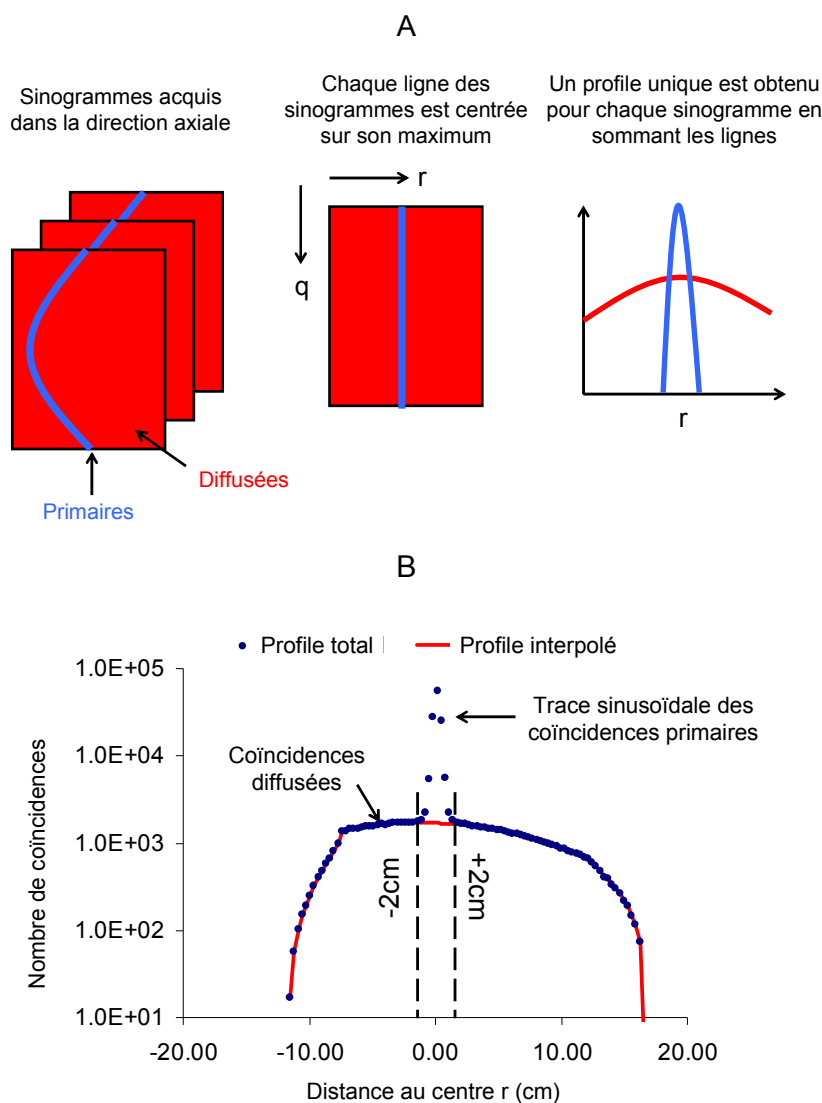 A
Sinogrammes acquis
dans la direction axiale
Chaque ligne des
sinogrammes est centrée
sur son maximum
Un profile unique est obtenu
pour chaque sinogramme en
sommant les lignes
r
q
r
Diffusées
Primaires
B
Profile total
Profile interpolé
Nombre de coïncidences
1.0E+05
1.0E+04
1.0E+03
1.0E+02
1.0E+01
Trace sinusoïdale des
coïncidences primaires
Coïncidences
diffusées
-2cm
+2cm
-20.00 -10.00 0.00 10.00 20.00
Distance au centre r (cm)